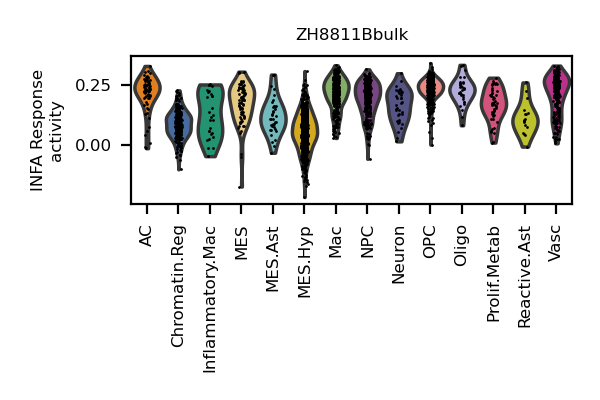 ZH8811Bbulk
INFA Response
activity
0.25
0.00
AC
Chromatin.Reg
Inflammatory.Mac
MES
MES.Ast
MES.Hyp
Mac
NPC
Neuron
OPC
Oligo
Prolif.Metab
Reactive.Ast
Vasc